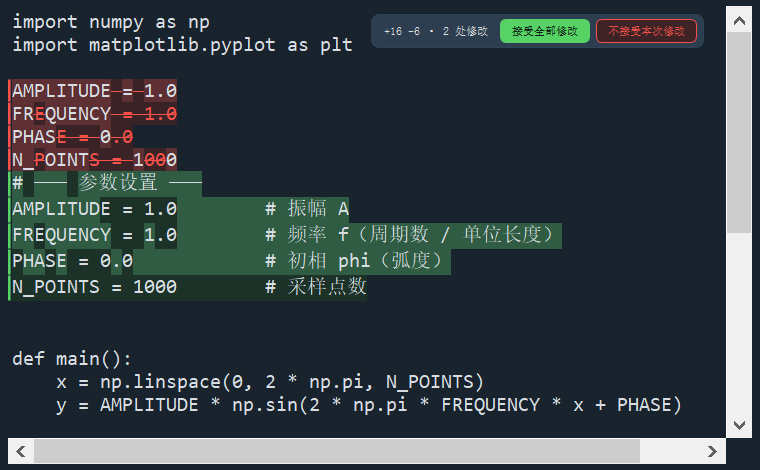 import numpy as np
import matplotlib.pyplot as plt
+16 -6 · 2 处修改
接受全部修改
不接受本次修改
AMPLITUDE = 1.0
FREQUENCY = 1.0
PHASE = 0.0
N_POINTS = 1000
# ─── 参数设置 ───
AMPLITUDE = 1.0        # 振幅 A
FREQUENCY = 1.0        # 频率 f（周期数 / 单位长度）
PHASE = 0.0            # 初相 phi（弧度）
N_POINTS = 1000        # 采样点数
def main():
    x = np.linspace(0, 2 * np.pi, N_POINTS)
    y = AMPLITUDE * np.sin(2 * np.pi * FREQUENCY * x + PHASE)